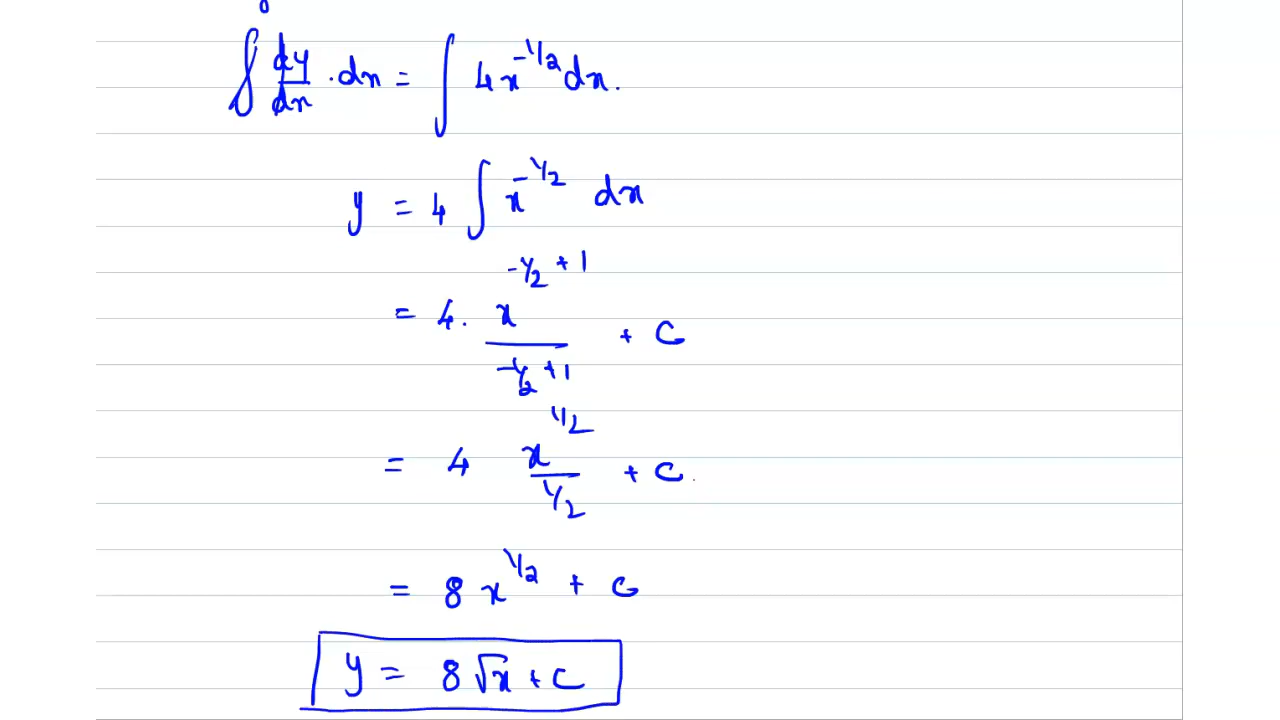 ∫ dy/dx · dx = ∫ 4x^(-1/2) dx.
y = 4 ∫ x^(-1/2) dx
= 4. x^(-1/2 + 1) / (-1/2 + 1) + C
= 4 x^(1/2) / (1/2) + C.
= 8 x^(1/2) + C
y = 8 √x + C